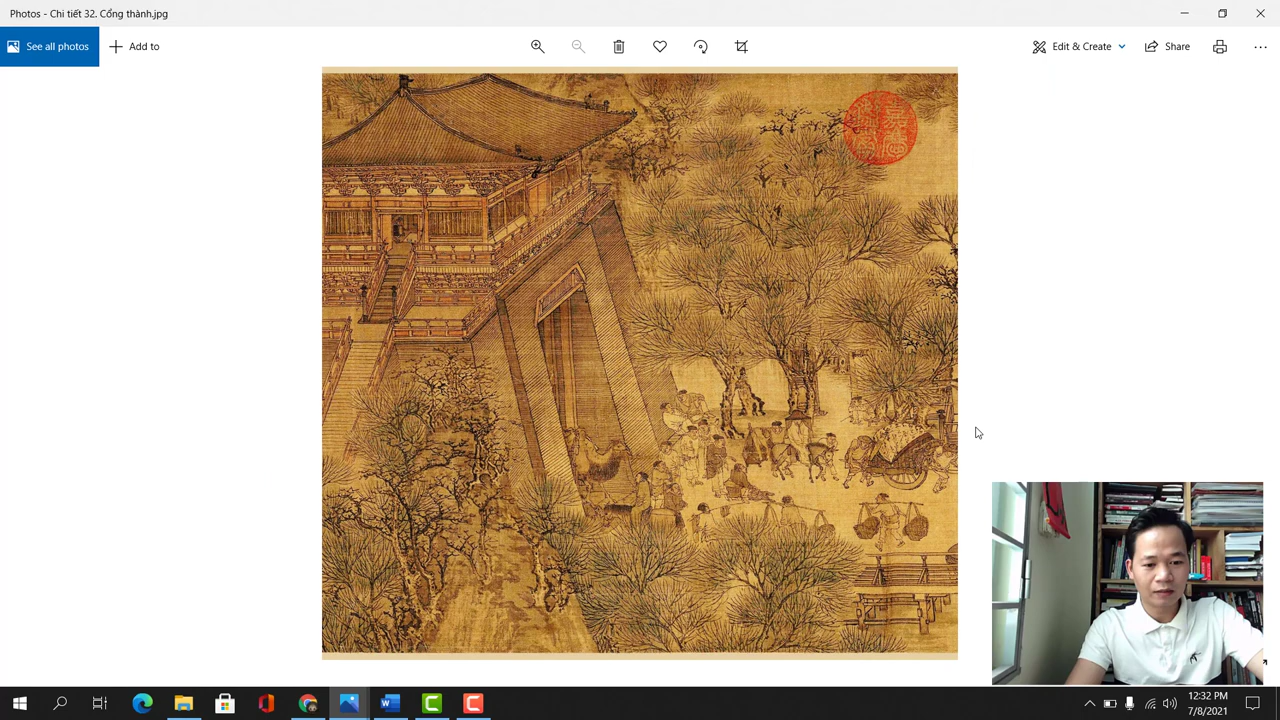 Photos - Chi tiết 32. Cổng thành.jpg
See all photos
Add to
Edit & Create
Share
12:32 PM
7/8/2021